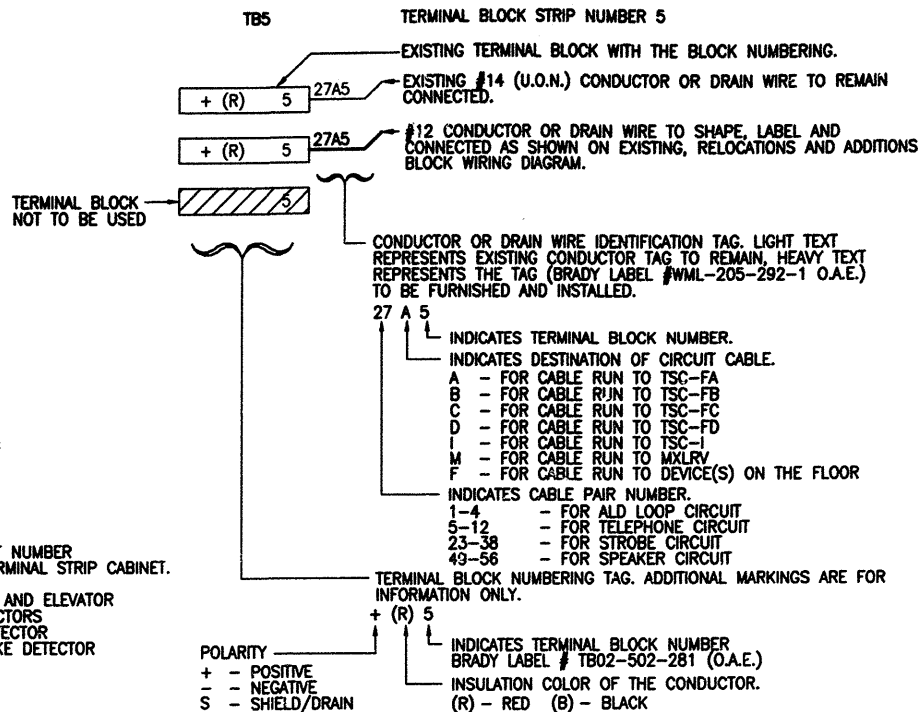 TB5 TERMINAL BLOCK STRIP NUMBER 5
EXISTING TERMINAL BLOCK WITH THE BLOCK NUMBERING.
+ (R) 5 27A5
EXISTING #14 (U.O.N.) CONDUCTOR OR DRAIN WIRE TO REMAIN
CONNECTED.
+ (R) 5 27A5
#12 CONDUCTOR OR DRAIN WIRE TO SHAPE, LABEL AND
CONNECTED AS SHOWN ON EXISTING, RELOCATIONS AND ADDITIONS
BLOCK WIRING DIAGRAM.
TERMINAL BLOCK
NOT TO BE USED
5
CONDUCTOR OR DRAIN WIRE IDENTIFICATION TAG. LIGHT TEXT
REPRESENTS EXISTING CONDUCTOR TAG TO REMAIN, HEAVY TEXT
REPRESENTS THE TAG (BRADY LABEL #WML-205-292-1 O.A.E.)
TO BE FURNISHED AND INSTALLED.
27 A 5
INDICATES TERMINAL BLOCK NUMBER.
INDICATES DESTINATION OF CIRCUIT CABLE.
A - FOR CABLE RUN TO TSC-FA
B - FOR CABLE RUN TO TSC-FB
C - FOR CABLE RUN TO TSC-FC
D - FOR CABLE RUN TO TSC-FD
I - FOR CABLE RUN TO TSC-I
M - FOR CABLE RUN TO MXLRV
F - FOR CABLE RUN TO DEVICE(S) ON THE FLOOR
INDICATES CABLE PAIR NUMBER.
1-4 - FOR ALD LOOP CIRCUIT
5-12 - FOR TELEPHONE CIRCUIT
23-38 - FOR STROBE CIRCUIT
49-56 - FOR SPEAKER CIRCUIT
NUMBER
STRIP CABINET.
AND ELEVATOR
DETECTOR
TERMINAL BLOCK NUMBERING TAG. ADDITIONAL MARKINGS ARE FOR
INFORMATION ONLY.
+ (R) 5
INDICATES TERMINAL BLOCK NUMBER
BRADY LABEL # TB02-502-281 (O.A.E.)
INSULATION COLOR OF THE CONDUCTOR.
(R) - RED (B) - BLACK
POLARITY
+ - POSITIVE
- - NEGATIVE
S - SHIELD/DRAIN